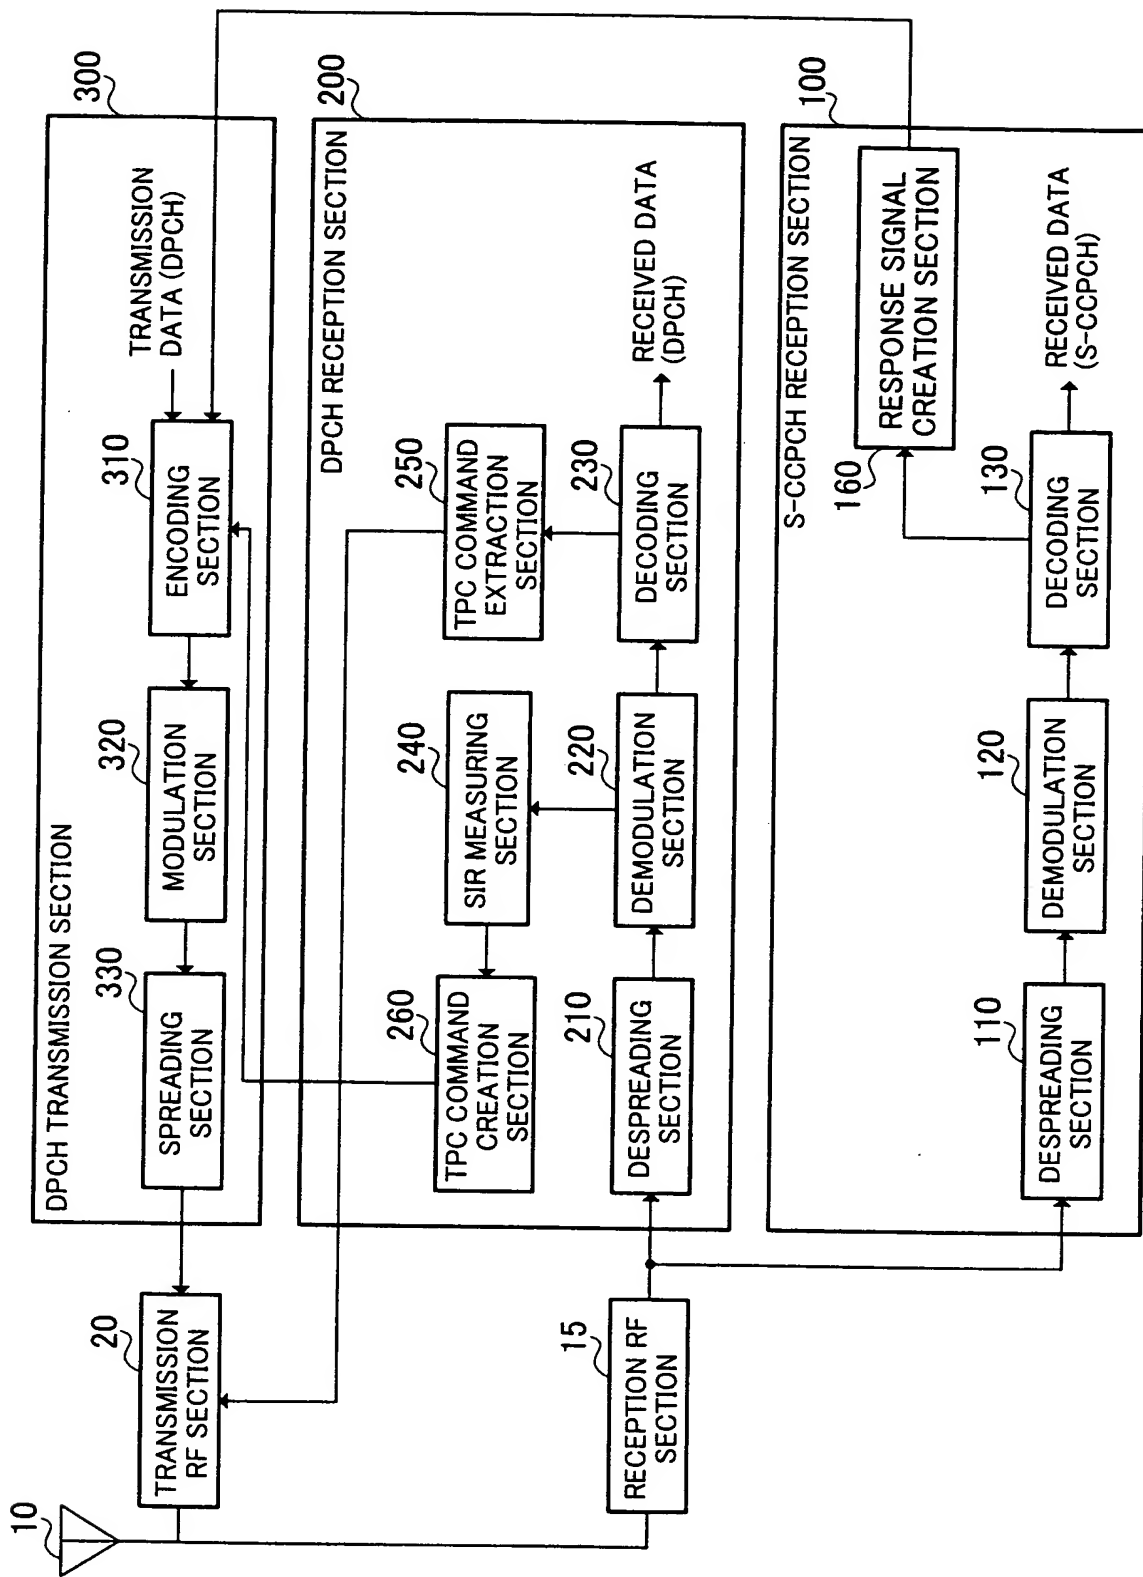 10
20
TRANSMISSION
RF SECTION
15
RECEPTION RF
SECTION
300
DPCH TRANSMISSION SECTION
330
SPREADING
SECTION
320
MODULATION
SECTION
310
ENCODING
SECTION
TRANSMISSION
DATA (DPCH)
200
DPCH RECEPTION SECTION
260
TPC COMMAND
CREATION
SECTION
240
SIR MEASURING
SECTION
250
TPC COMMAND
EXTRACTION
SECTION
210
DESPREADING
SECTION
220
DEMODULATION
SECTION
230
DECODING
SECTION
RECEIVED DATA
(DPCH)
100
S-CCPCH RECEPTION SECTION
160
RESPONSE SIGNAL
CREATION SECTION
110
DESPREADING
SECTION
120
DEMODULATION
SECTION
130
DECODING
SECTION
RECEIVED DATA
(S-CCPCH)